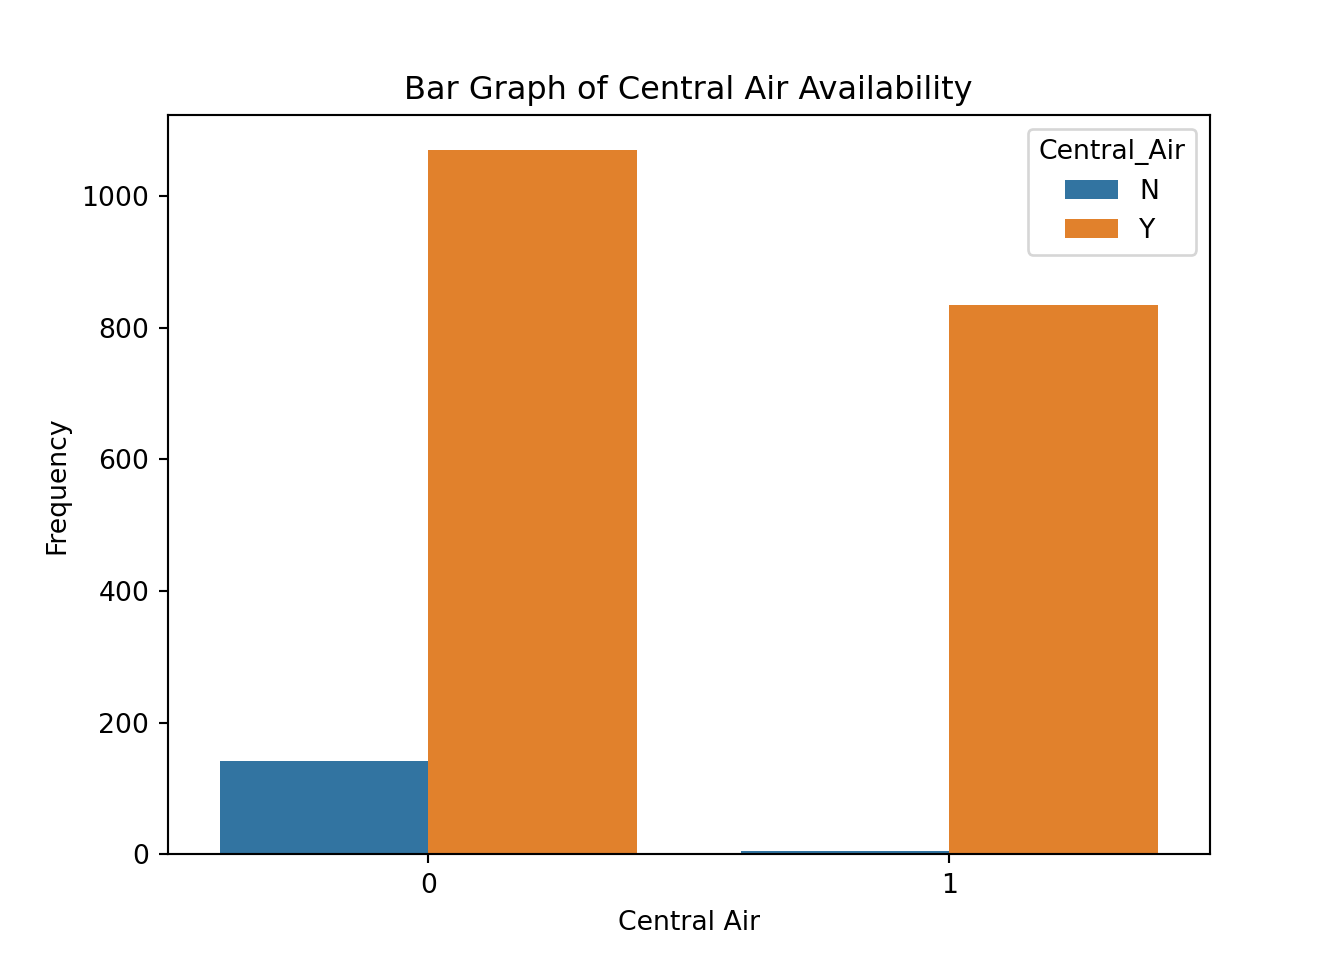 Bar Graph of Central Air Availability
Central_Air
N
Y
1000
800
600
400
200
0
Frequency
0 1
Central Air